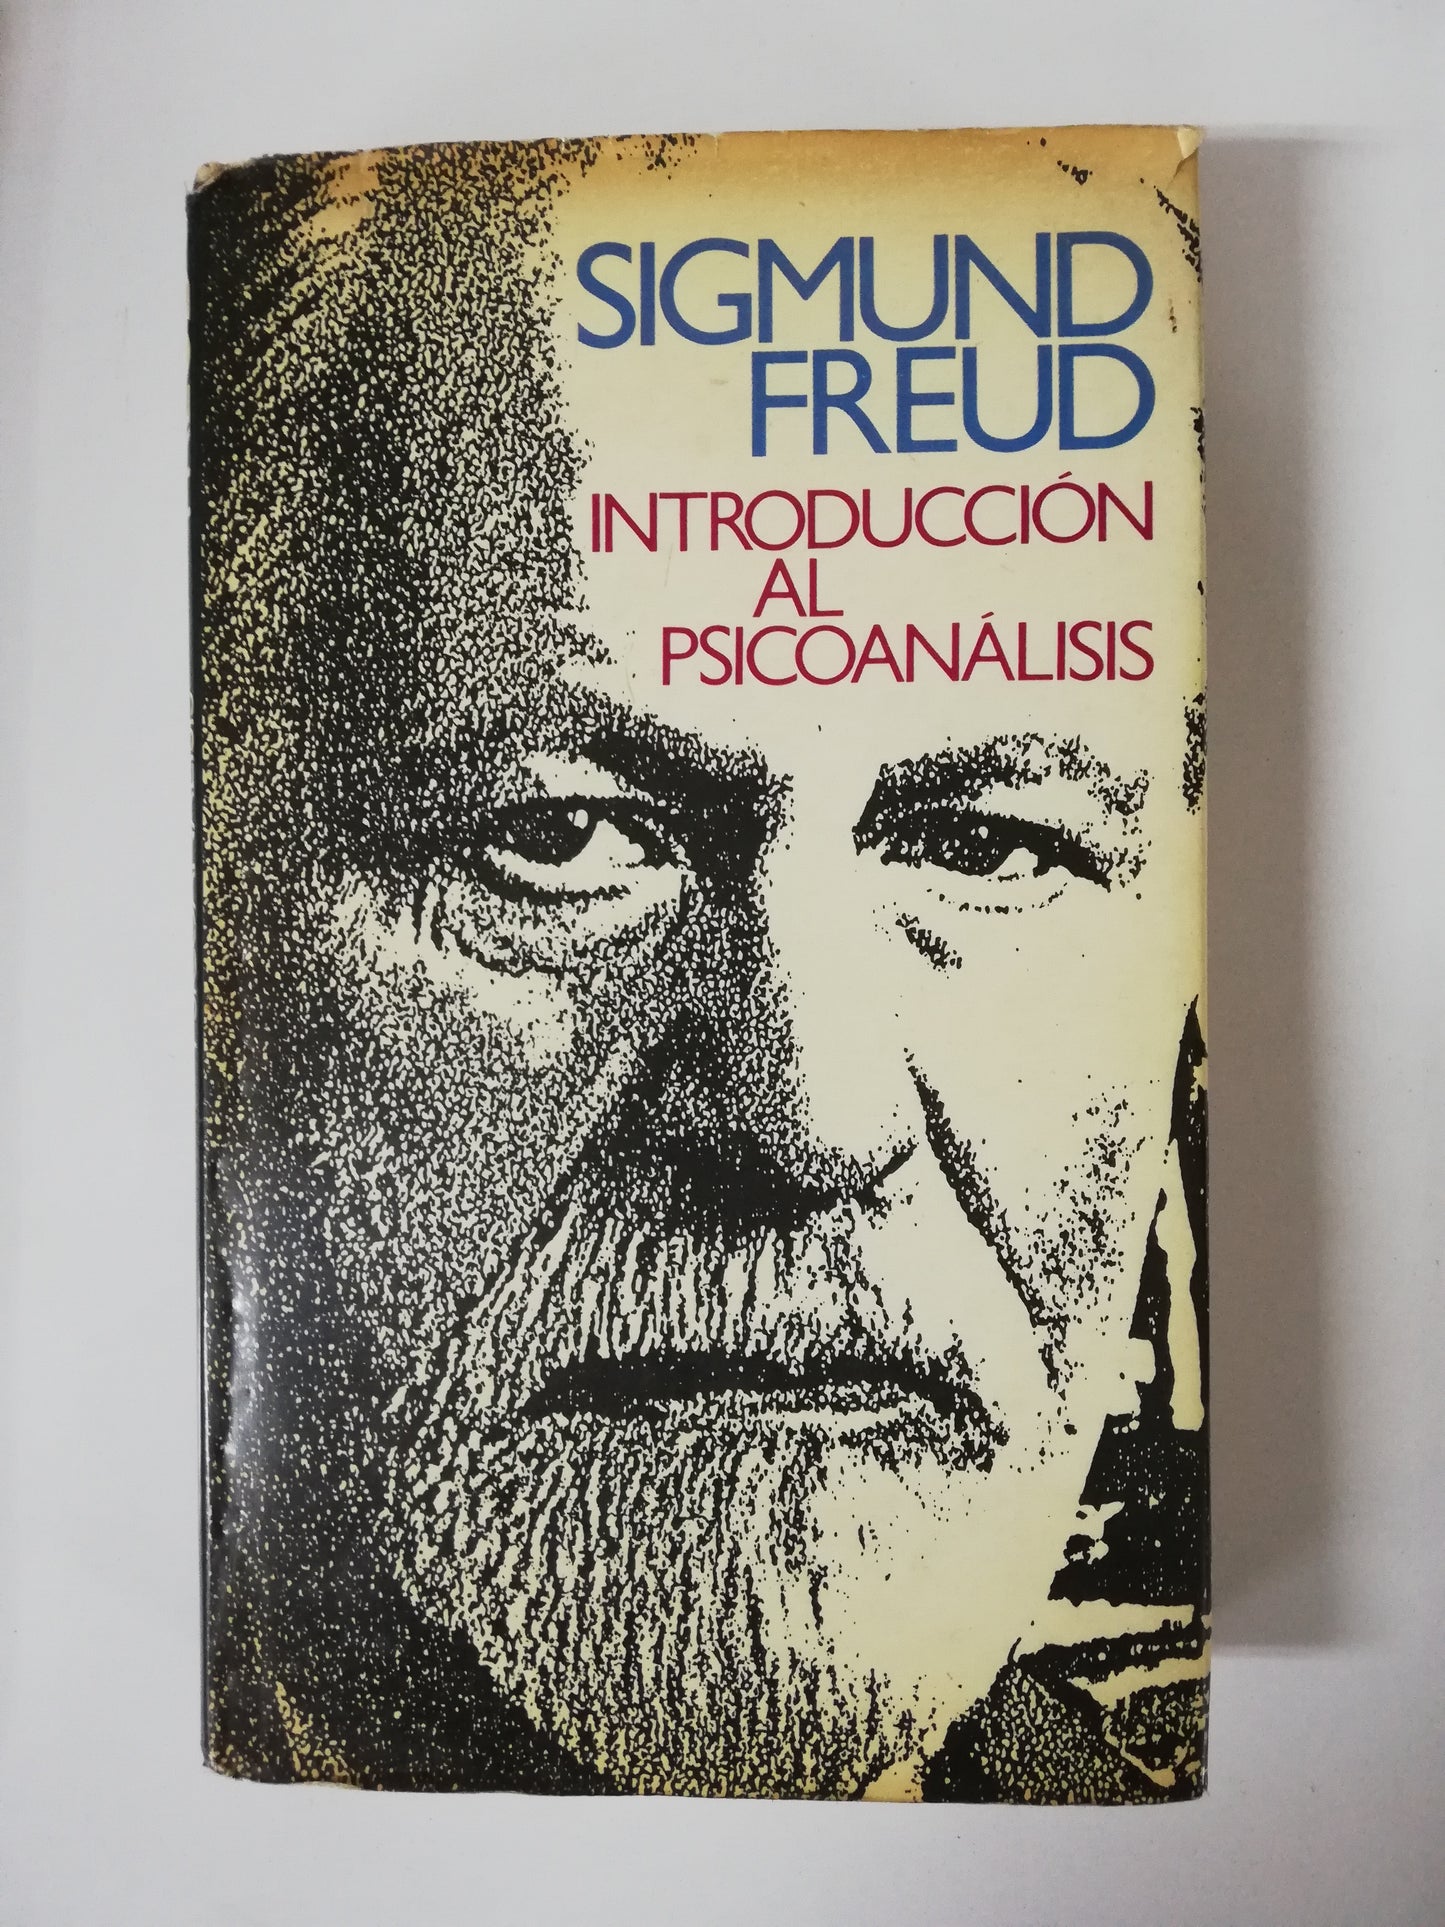 SIGMUND
FREUD
INTRODUCCIÓN
AL
PSICOANÁLISIS